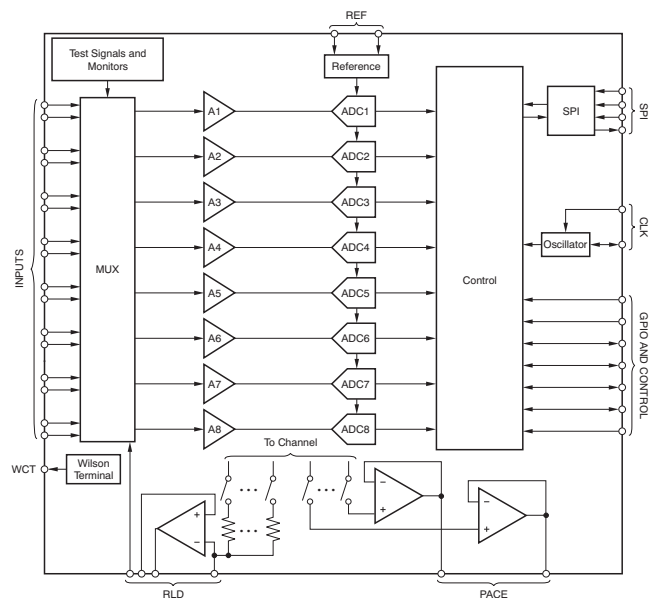 REF
Test Signals and
Monitors
Reference
A1
ADC1
SPI
SPI
A2
ADC2
A3
ADC3
CLK
A4
ADC4
Oscillator
INPUTS
MUX
Control
A5
ADC5
A6
ADC6
GPIO AND CONTROL
A7
ADC7
A8
ADC8
To Channel
WCT
Wilson
Terminal
−
+
+
−
−
+
RLD
PACE